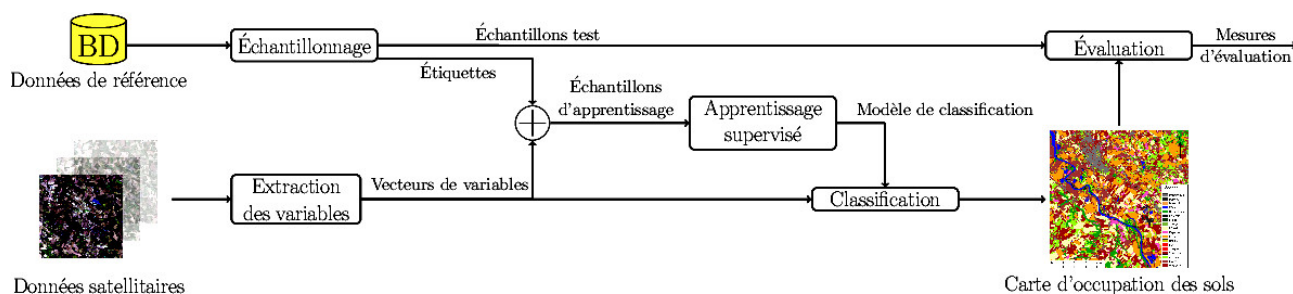 BD
Données de référence
Échantillonnage
Échantillons test
Étiquettes
Échantillons
d'apprentissage
Apprentissage
supervisé
Modèle de classification
Évaluation
Mesures
d'évaluation
Données satellitaires
Extraction
des variables
Vecteurs de variables
Classification
Carte d'occupation des sols